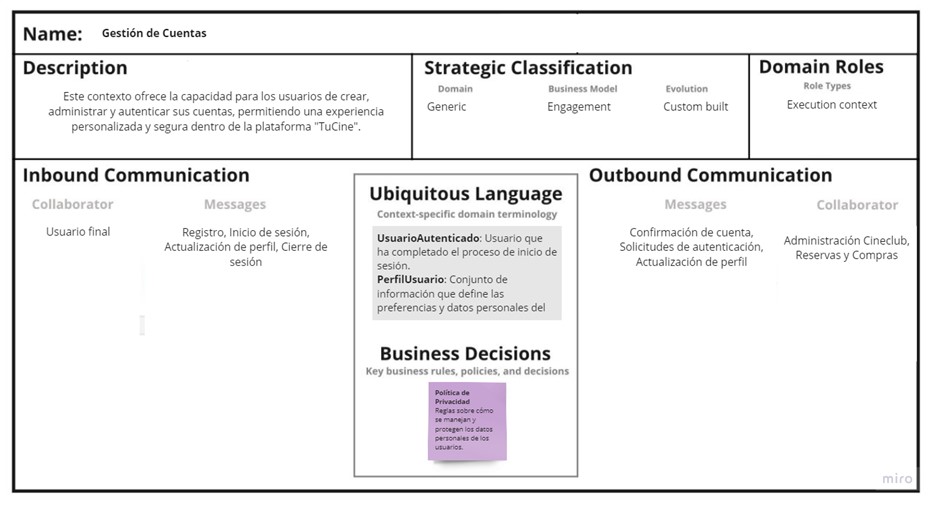 Name: Gestión de Cuentas
Description
Este contexto ofrece la capacidad para los usuarios de crear,
administrar y autenticar sus cuentas, permitiendo una experiencia
personalizada y segura dentro de la plataforma "TuCine".
Strategic Classification
Domain Business Model Evolution
Generic Engagement Custom built
Domain Roles
Role Types
Execution context
Inbound Communication
Collaborator Messages
Usuario final
Registro, Inicio de sesión,
Actualización de perfil, Cierre de
sesión
Ubiquitous Language
Context-specific domain terminology
UsuarioAutenticado: Usuario que
ha completado el proceso de inicio de
sesión.
PerfilUsuario: Conjunto de
información que define las
preferencias y datos personales del
Business Decisions
Key business rules, policies, and decisions
Política de
Privacidad
Reglas sobre cómo
se manejan y
protegen los datos
personales de los
usuarios.
Outbound Communication
Messages Collaborator
Confirmación de cuenta,
Solicitudes de autenticación,
Actualización de perfil
Administración Cineclub,
Reservas y Compras
miro